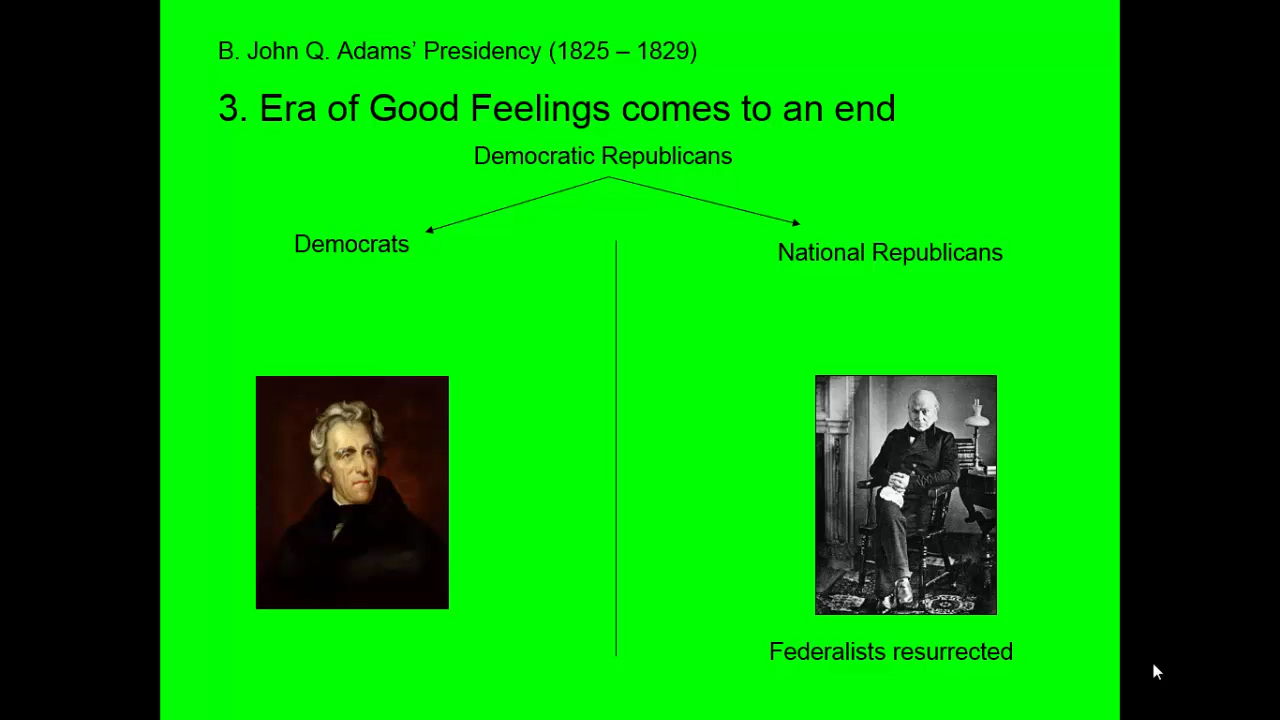 B. John Q. Adams’ Presidency (1825 – 1829)
3. Era of Good Feelings comes to an end
Democratic Republicans
Democrats
National Republicans
Federalists resurrected